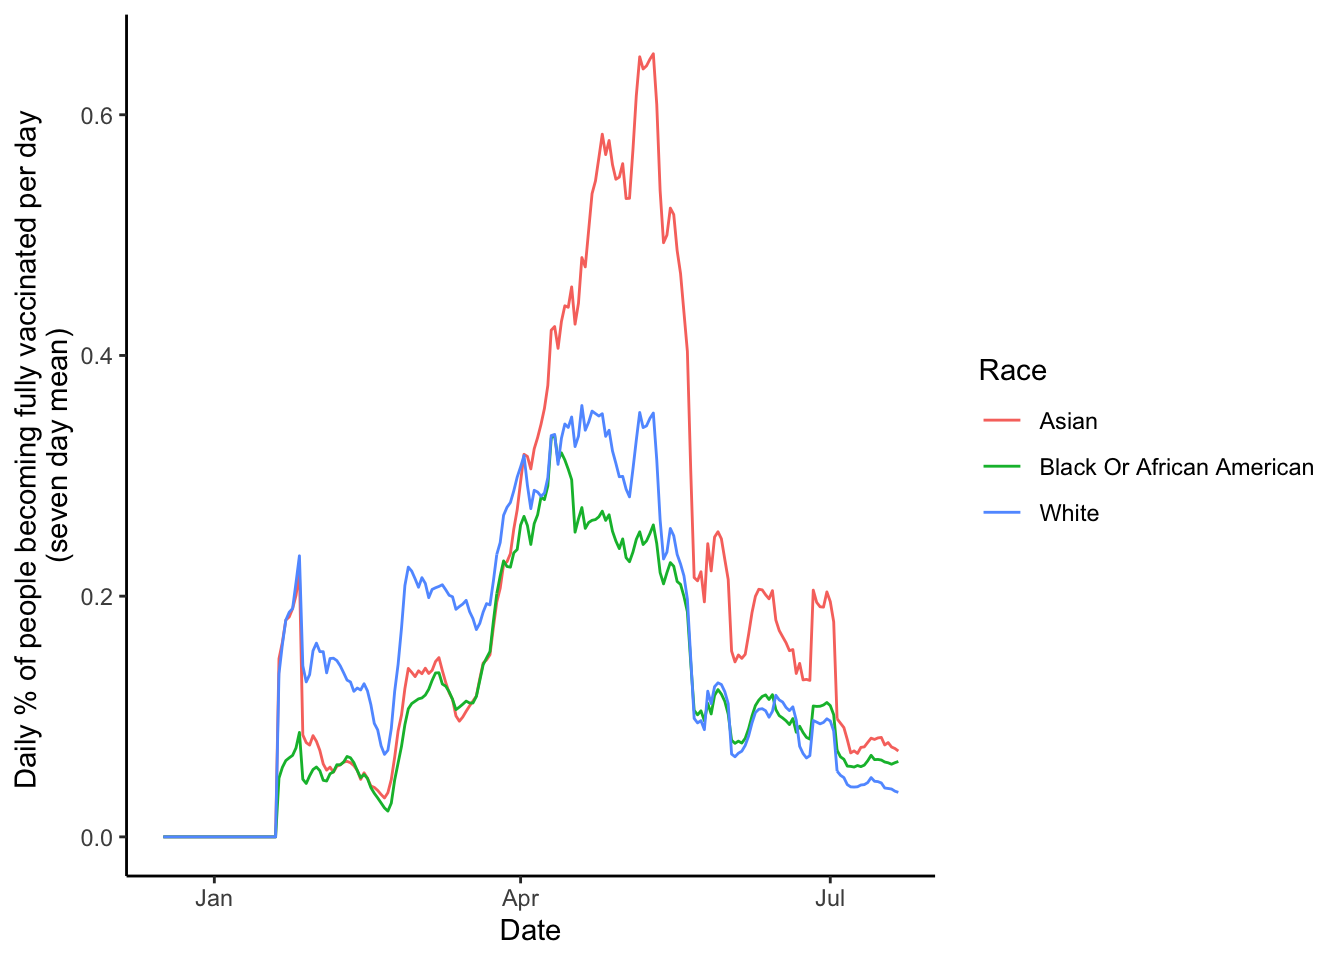 Daily % of people becoming fully vaccinated per day
(seven day mean)
0.6
0.4
0.2
0.0
Jan
Apr
Jul
Date
Race
Asian
Black Or African American
White